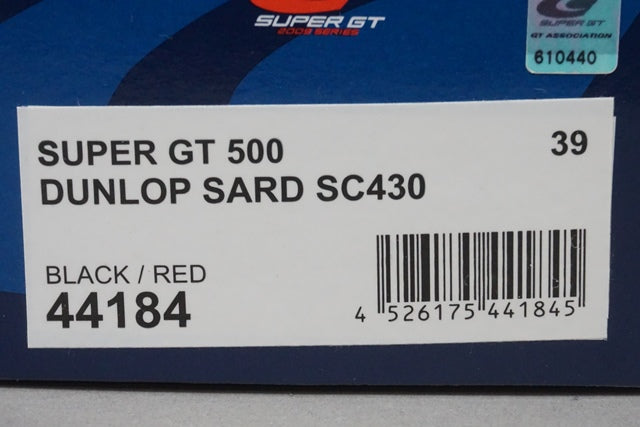 SUPER GT
2009 SERIES
SUPER GT
GT ASSOCIATION
610440
SUPER GT 500
39
DUNLOP SARD SC430
BLACK / RED
44184
4 526175 441845